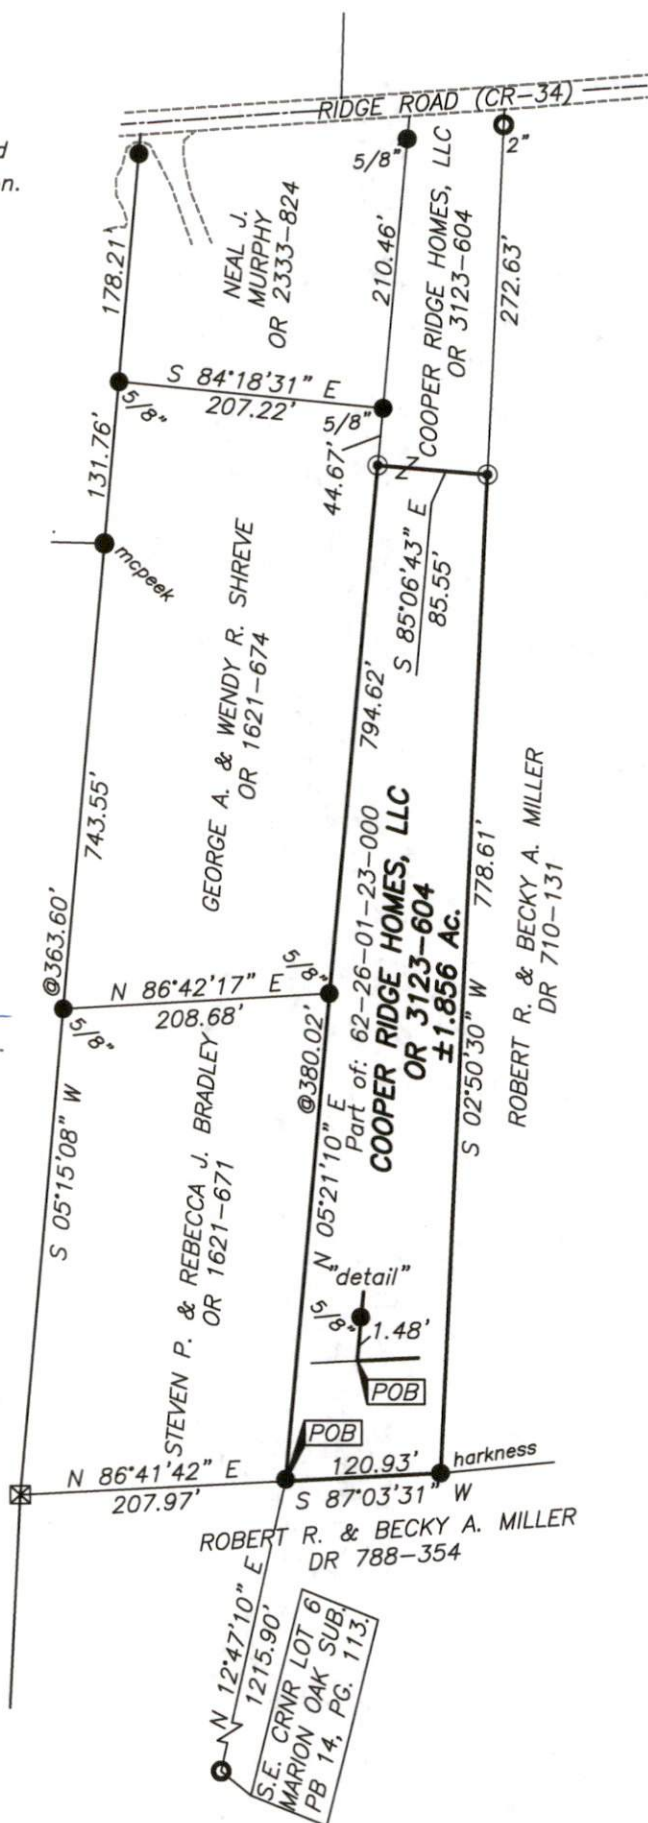 RIDGE ROAD (CR-34)
d
n.
5/8"
2"
178.21'
NEAL J.
MURPHY
OR 2333-824
210.46'
COOPER RIDGE HOMES, LLC
OR 3123-604
272.63'
S 84°18'31" E
207.22'
5/8"
5/8"
131.76'
44.67'
Z
S 85°06'43" E
85.55'
mcpeek
GEORGE A. & WENDY R. SHREVE
OR 1621-674
794.62'
743.55'
@363.60'
N 86°42'17" E
208.68'
5/8"
5/8"
@380.02'
Part of: 62-26-01-23-000
COOPER RIDGE HOMES, LLC
OR 3123-604
±1.856 Ac.
S 02°50'30" W
778.61'
ROBERT R. & BECKY A. MILLER
DR 710-131
S 05°15'08" W
STEVEN P. & REBECCA J. BRADLEY
OR 1621-671
N 05°21'10" E
"detail"
5/8"
1.48'
POB
POB
N 86°41'42" E
207.97'
120.93'
S 87°03'31" W
harkness
ROBERT R. & BECKY A. MILLER
DR 788-354
N 12°47'10" E
1215.90'
S.E. CRNR LOT 6
MARION OAK SUB.
PB 14, PG. 113.